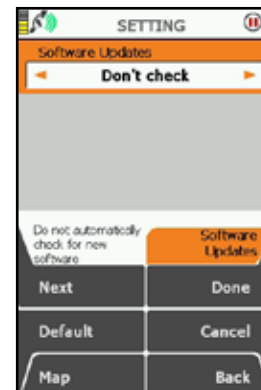 SETTING
Software Updates
Don't check
Do not automatically
check for new
software
Software
Updates
Next
Done
Default
Cancel
Map
Back